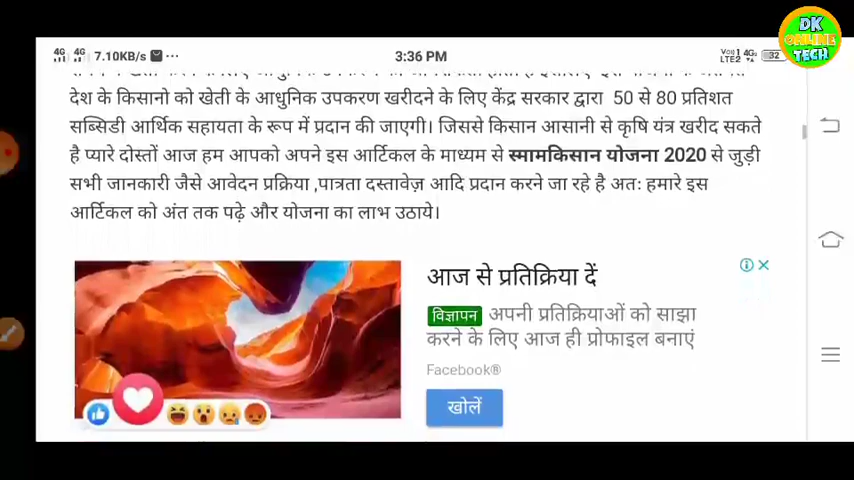 DK
ONLINE
TECH
4G 4G 7.10KB/s ...
3:36 PM
LTE2 4G 32
देश के किसानो को खेती के आधुनिक उपकरण खरीदने के लिए केंद्र सरकार द्वारा 50 से 80 प्रतिशत
सब्सिडी आर्थिक सहायता के रूप में प्रदान की जाएगी। जिससे किसान आसानी से कृषि यंत्र खरीद सकते
है प्यारे दोस्तों आज हम आपको अपने इस आर्टिकल के माध्यम से स्मामकिसान योजना 2020 से जुड़ी
सभी जानकारी जैसे आवेदन प्रक्रिया ,पात्रता दस्तावेज़ आदि प्रदान करने जा रहे है अतः हमारे इस
आर्टिकल को अंत तक पढ़े और योजना का लाभ उठाये।
आज से प्रतिक्रिया दें
विज्ञापन अपनी प्रतिक्रियाओं को साझा
करने के लिए आज ही प्रोफाइल बनाएं
Facebook®
खोलें